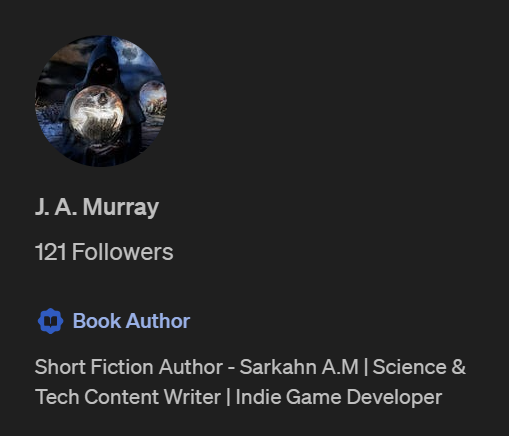 J. A. Murray
121 Followers
Book Author
Short Fiction Author - Sarkahn A.M | Science &
Tech Content Writer | Indie Game Developer